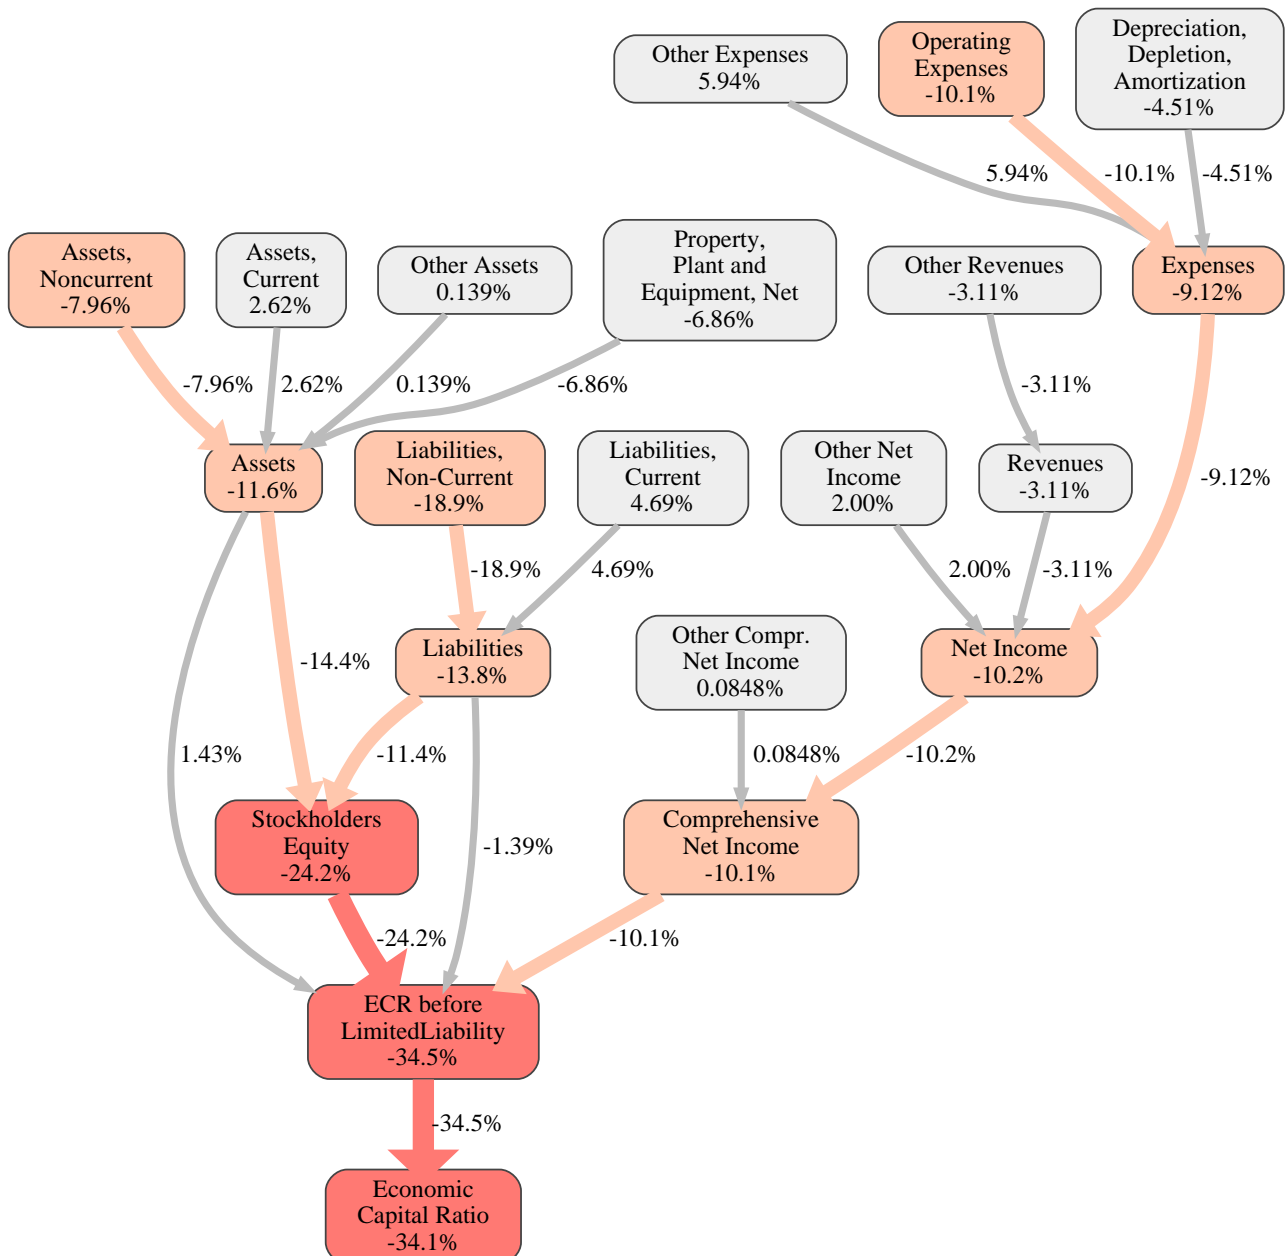 Other Expenses
5.94%
Operating
Expenses
-10.1%
Depreciation,
Depletion,
Amortization
-4.51%
5.94%
-10.1%
-4.51%
Assets,
Noncurrent
-7.96%
Assets,
Current
2.62%
Other Assets
0.139%
Property,
Plant and
Equipment, Net
-6.86%
Other Revenues
-3.11%
Expenses
-9.12%
-7.96%
2.62%
0.139%
-6.86%
-3.11%
Assets
-11.6%
Liabilities,
Non-Current
-18.9%
Liabilities,
Current
4.69%
Other Net
Income
2.00%
Revenues
-3.11%
-9.12%
-18.9%
4.69%
2.00%
-3.11%
-14.4%
Liabilities
-13.8%
Other Compr.
Net Income
0.0848%
Net Income
-10.2%
1.43%
-11.4%
0.0848%
-10.2%
Stockholders
Equity
-24.2%
-1.39%
Comprehensive
Net Income
-10.1%
-24.2%
-10.1%
ECR before
LimitedLiability
-34.5%
-34.5%
Economic
Capital Ratio
-34.1%